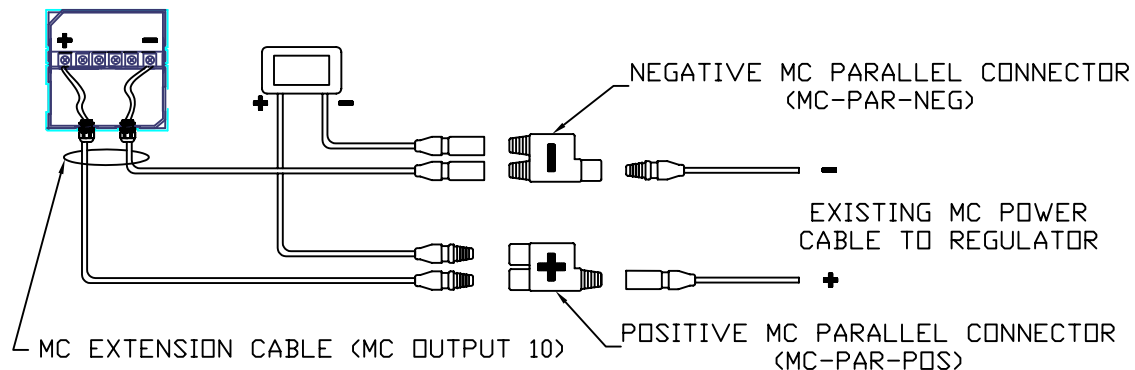 + -
+ -
NEGATIVE MC PARALLEL CONNECTOR
(MC-PAR-NEG)
-
-
EXISTING MC POWER
CABLE TO REGULATOR
+
+
MC EXTENSION CABLE (MC OUTPUT 10)
POSITIVE MC PARALLEL CONNECTOR
(MC-PAR-POS)